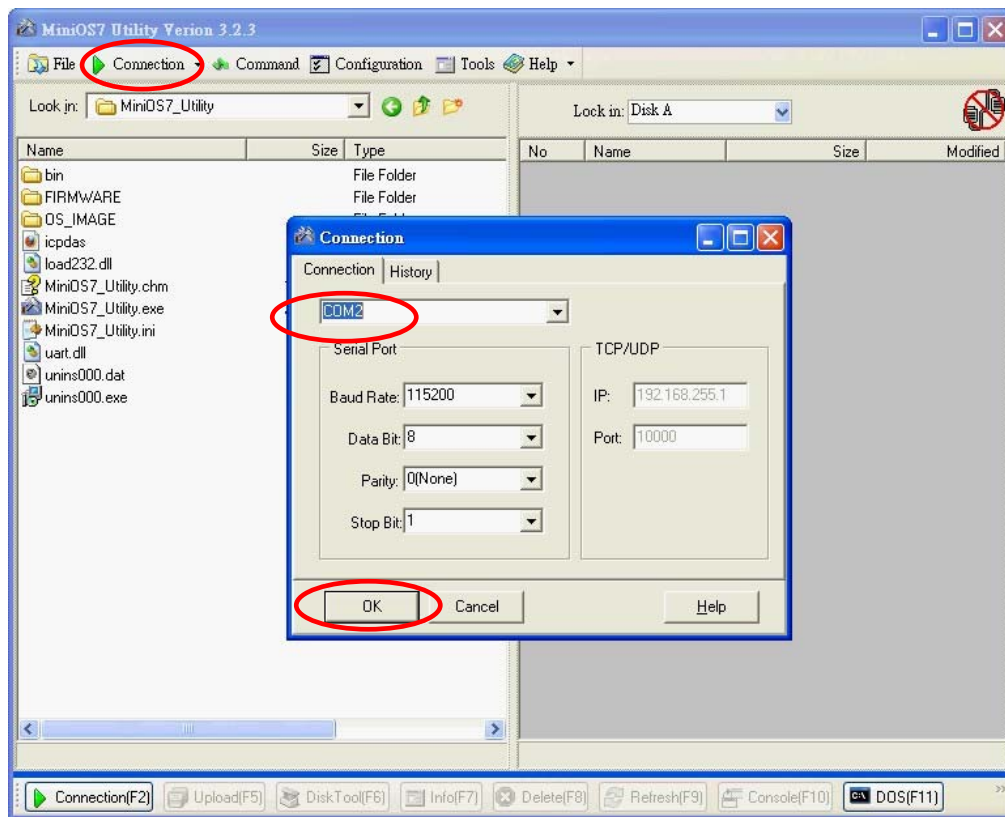 MiniOS7 Utility Verion 3.2.3
File Connection Command Configuration Tools Help
Look in: MiniOS7_Utility
Lock in: Disk A
Name Size Type
No Name Size Modified
bin File Folder
FIRMWARE File Folder
OS_IMAGE
icpdas
load232.dll
MiniOS7_Utility.chm
MiniOS7_Utility.exe
MiniOS7_Utility.ini
uart.dll
unins000.dat
unins000.exe
Connection
Connection History
COM2
Serial Port
Baud Rate: 115200
Data Bit: 8
Parity: 0(None)
Stop Bit: 1
TCP/UDP
IP: 192.168.255.1
Port: 10000
OK Cancel Help
Connection(F2) Upload(F5) DiskTool(F6) Info(F7) Delete(F8) Refresh(F9) Console(F10) DOS(F11)